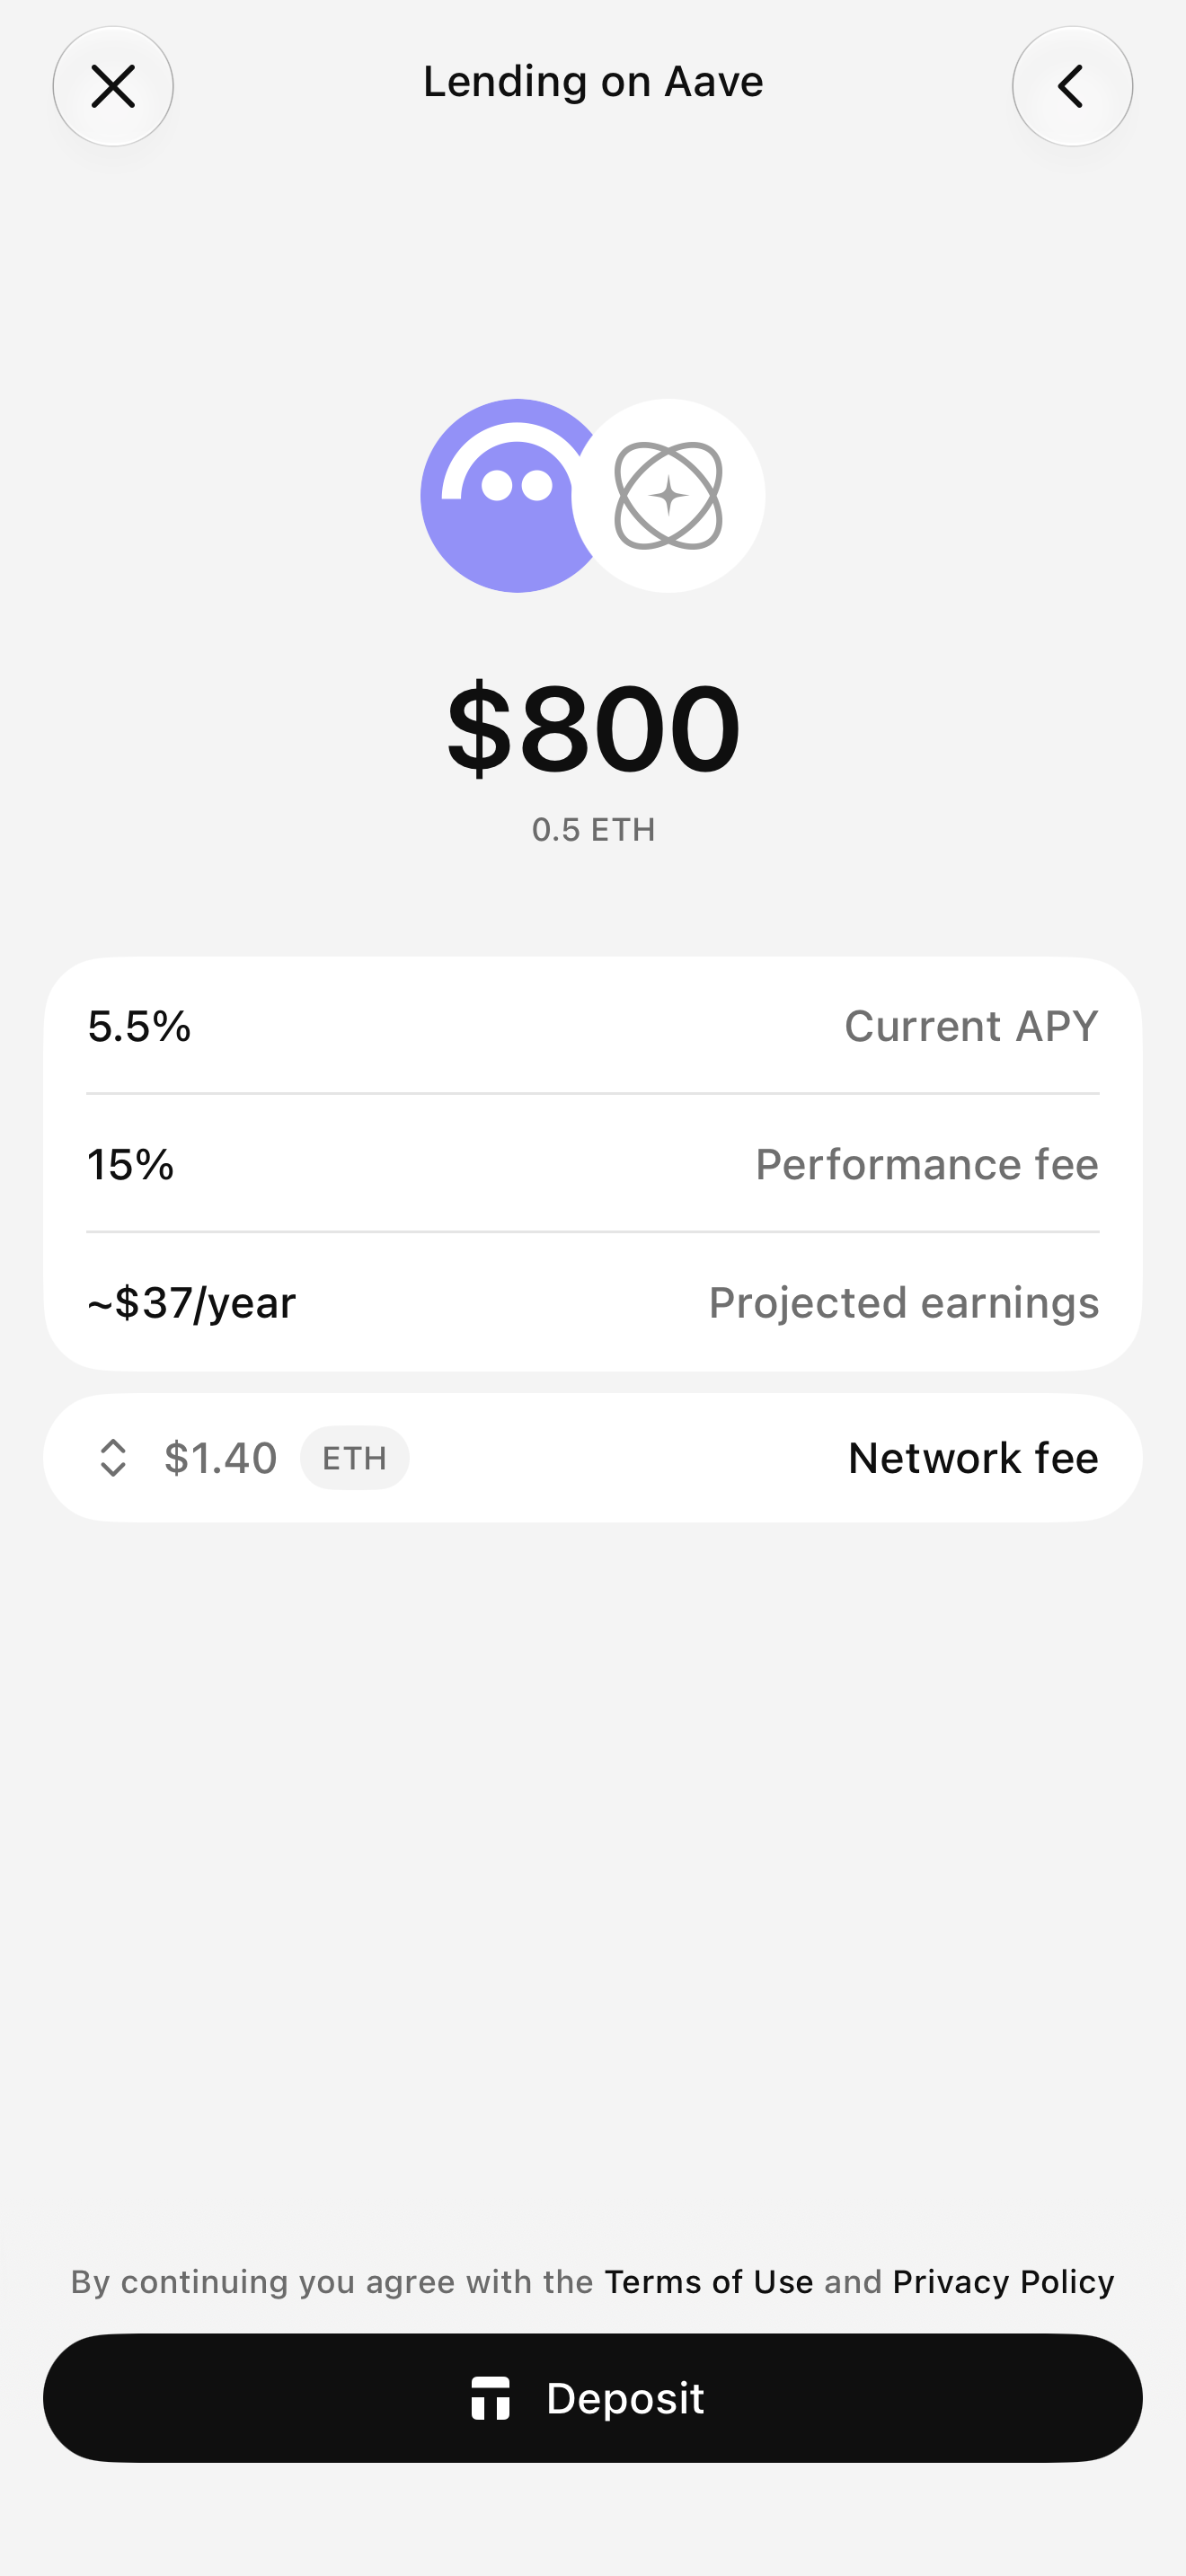 Lending on Aave
$800
0.5 ETH
5.5% Current APY
15% Performance fee
~$37/year Projected earnings
$1.40 ETH Network fee
By continuing you agree with the Terms of Use and Privacy Policy
Deposit